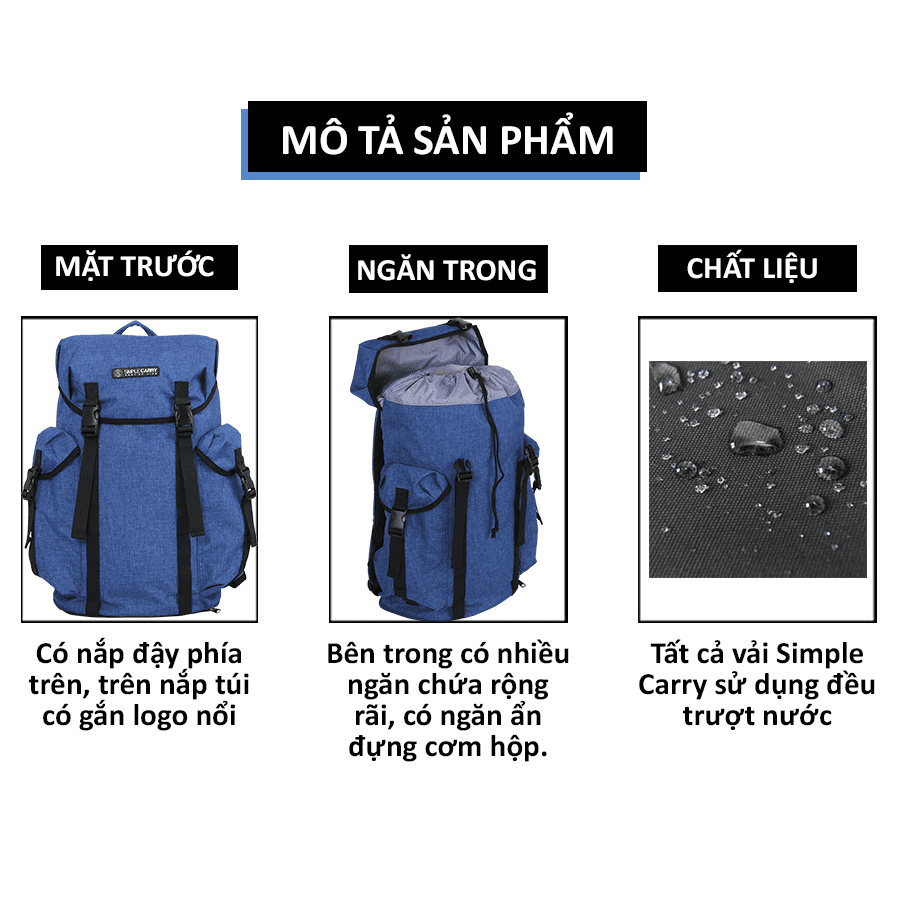 MÔ TẢ SẢN PHẨM
MẶT TRƯỚC
NGĂN TRONG
CHẤT LIỆU
SIMPLE CARRY
Có nắp đậy phía
trên, trên nắp túi
có gắn logo nổi
Bên trong có nhiều
ngăn chứa rộng
rãi, có ngăn ẩn
đựng cơm hộp.
Tất cả vải Simple
Carry sử dụng đều
trượt nước